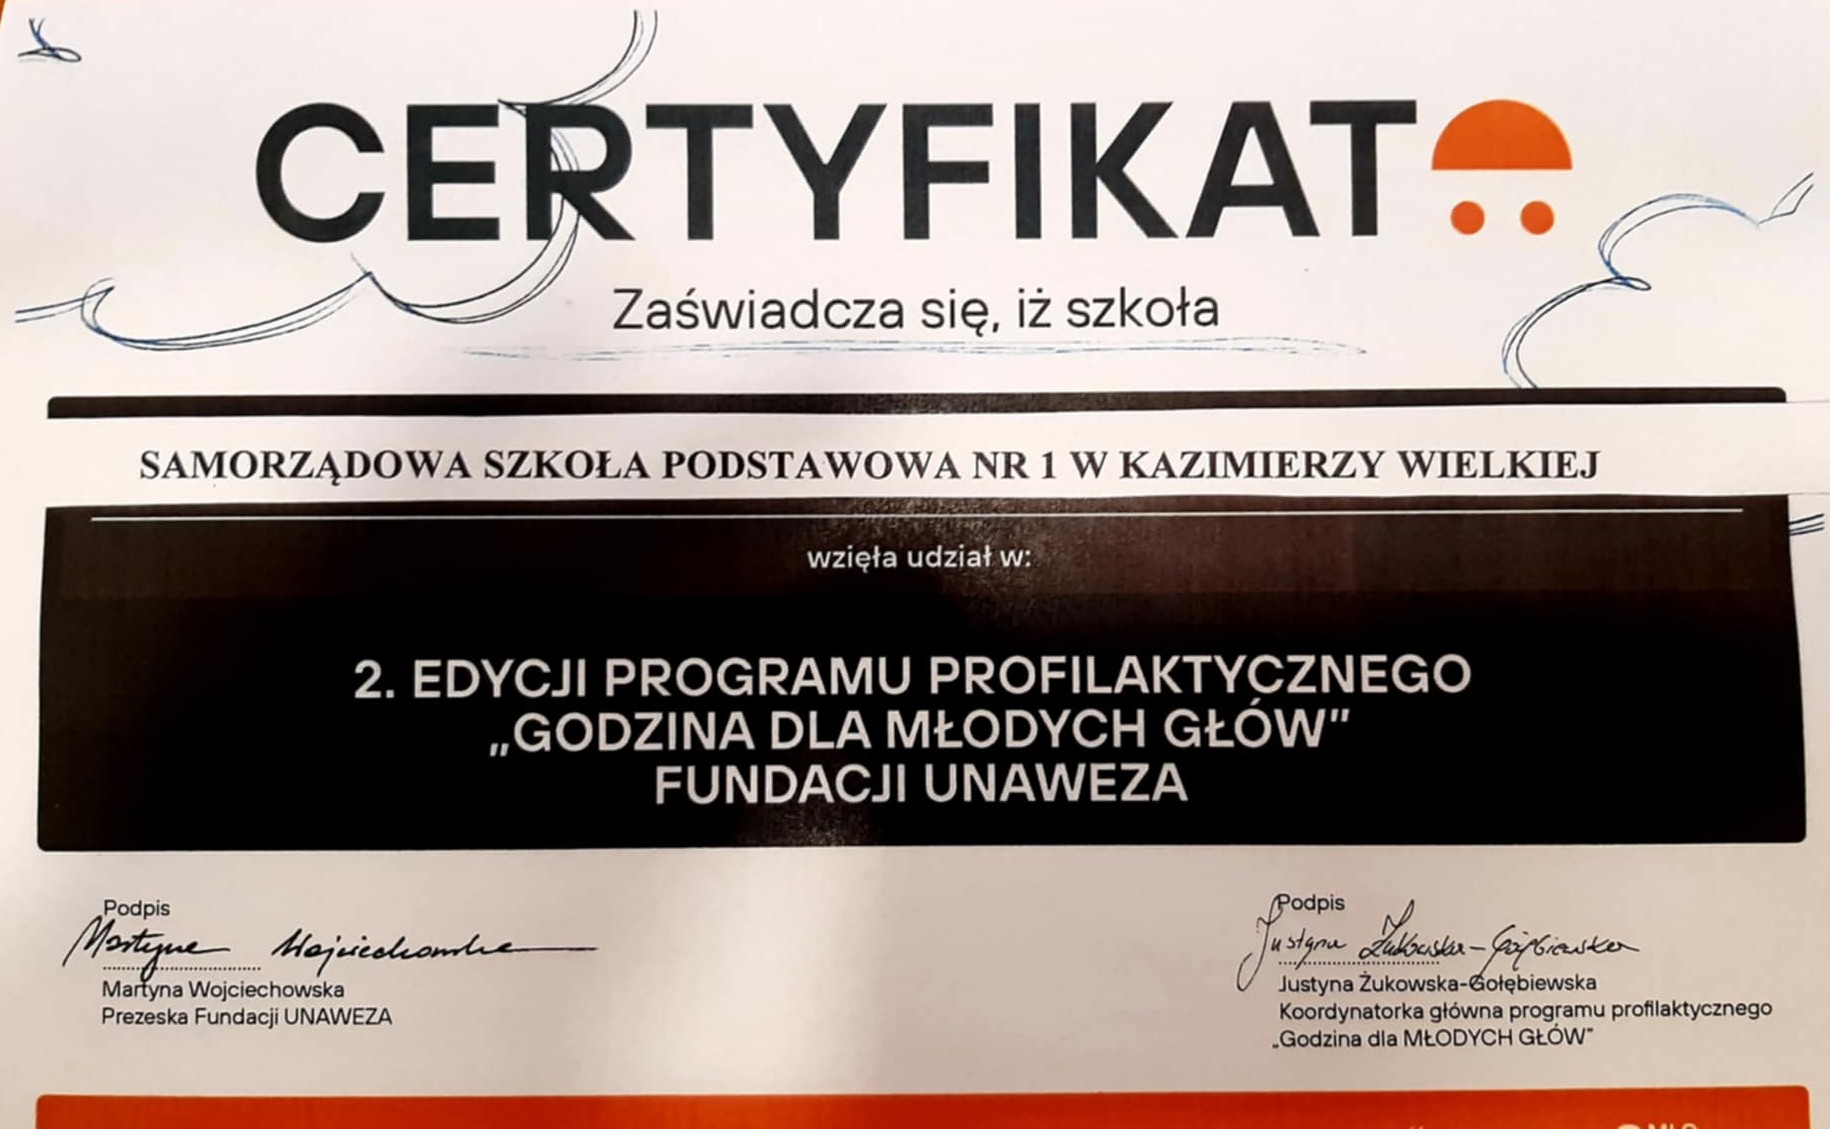 CERTYFIKAT
Zaświadcza się, iż szkoła
SAMORZĄDOWA SZKOŁA PODSTAWOWA NR 1 W KAZIMIERZY WIELKIEJ
wzięła udział w:
2. EDYCJI PROGRAMU PROFILAKTYCZNEGO
„GODZINA DLA MŁODYCH GŁÓW”
FUNDACJI UNAWEZA
Podpis
Martyna Wojciechowska
Martyna Wojciechowska
Prezeska Fundacji UNAWEZA
Podpis
Justyna Żukowska-Gołębiewska
Justyna Żukowska-Gołębiewska
Koordynatorka główna programu profilaktycznego
„Godzina dla MŁODYCH GŁÓW”